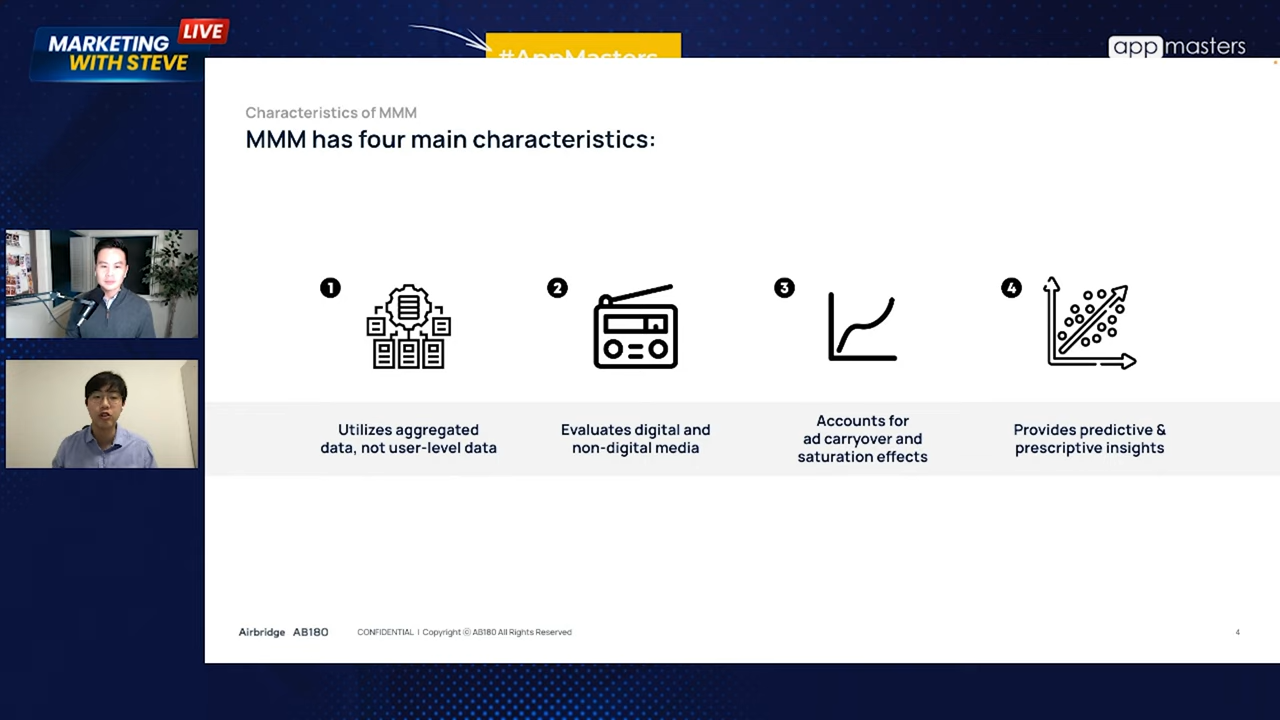 LIVE
MARKETING
WITH STEVE
#AppMasters
appmasters
Characteristics of MMM
MMM has four main characteristics:
1
2
3
4
Utilizes aggregated
data, not user-level data
Evaluates digital and
non-digital media
Accounts for
ad carryover and
saturation effects
Provides predictive &
prescriptive insights
Airbridge AB180 CONFIDENTIAL | Copyright ⓒ AB180 All Rights Reserved
4